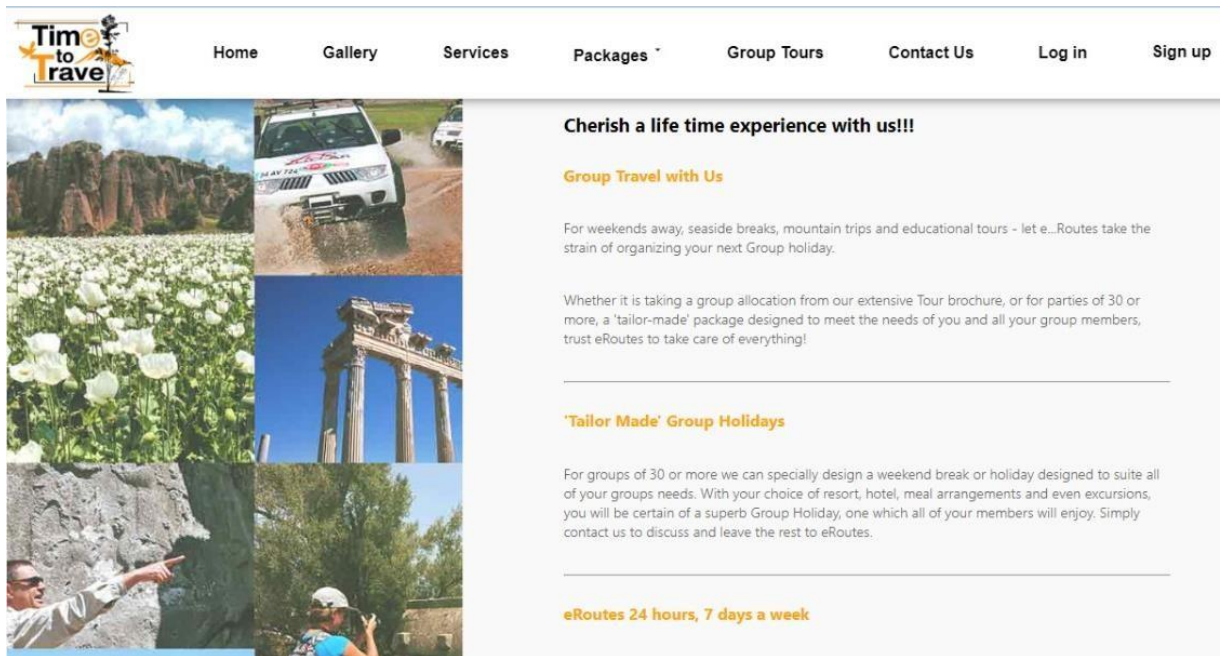 Time
to
Travel
Home Gallery Services Packages Group Tours Contact Us Log in Sign up
Cherish a life time experience with us!!!
Group Travel with Us
For weekends away, seaside breaks, mountain trips and educational tours - let e...Routes take the
strain of organizing your next Group holiday.
Whether it is taking a group allocation from our extensive Tour brochure, or for parties of 30 or
more, a 'tailor-made' package designed to meet the needs of you and all your group members,
trust eRoutes to take care of everything!
'Tailor Made' Group Holidays
For groups of 30 or more we can specially design a weekend break or holiday designed to suite all
of your groups needs. With your choice of resort, hotel, meal arrangements and even excursions,
you will be certain of a superb Group Holiday, one which all of your members will enjoy. Simply
contact us to discuss and leave the rest to eRoutes.
eRoutes 24 hours, 7 days a week